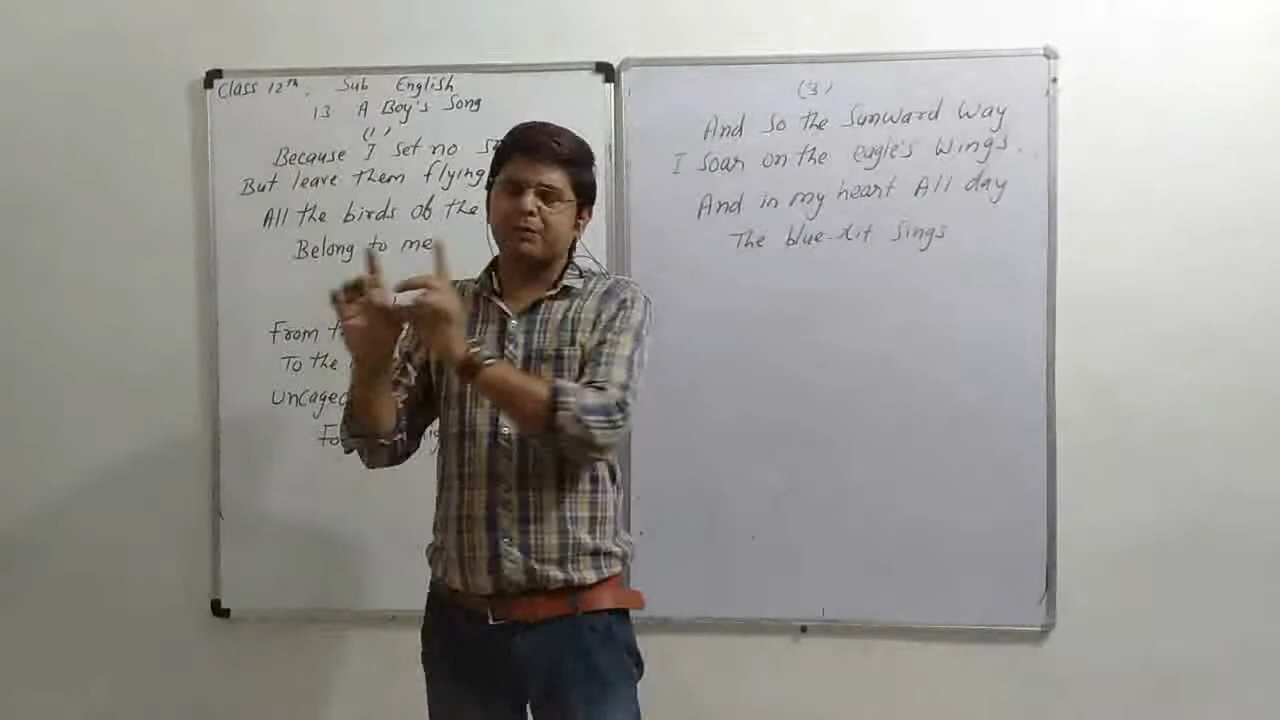 Class 12th, Sub English
13 A Boy's Song
(1)
Because I set no
But leave them flying
All the birds of the
Belong to me
From
To the
Uncaged
(3)
And so the Sunward Way
I soar on the eagle's Wings.
And in my heart All day
The blue-tit Sings